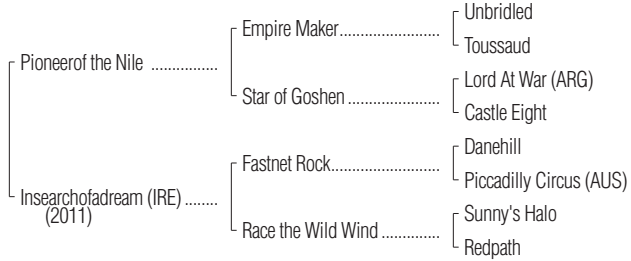 Unbridled
Empire Maker
Toussaud
Pioneerof the Nile
Lord At War (ARG)
Star of Goshen
Castle Eight
Danehill
Fastnet Rock
Piccadilly Circus (AUS)
Insearchofadream (IRE)
(2011)
Sunny's Halo
Race the Wild Wind
Redpath